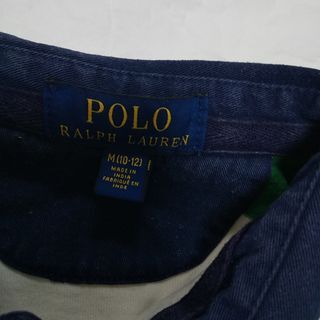 POLO
RALPH LAUREN
M (10-12)
MADE IN
INDIA
FABRIQUÉ EN
INDE